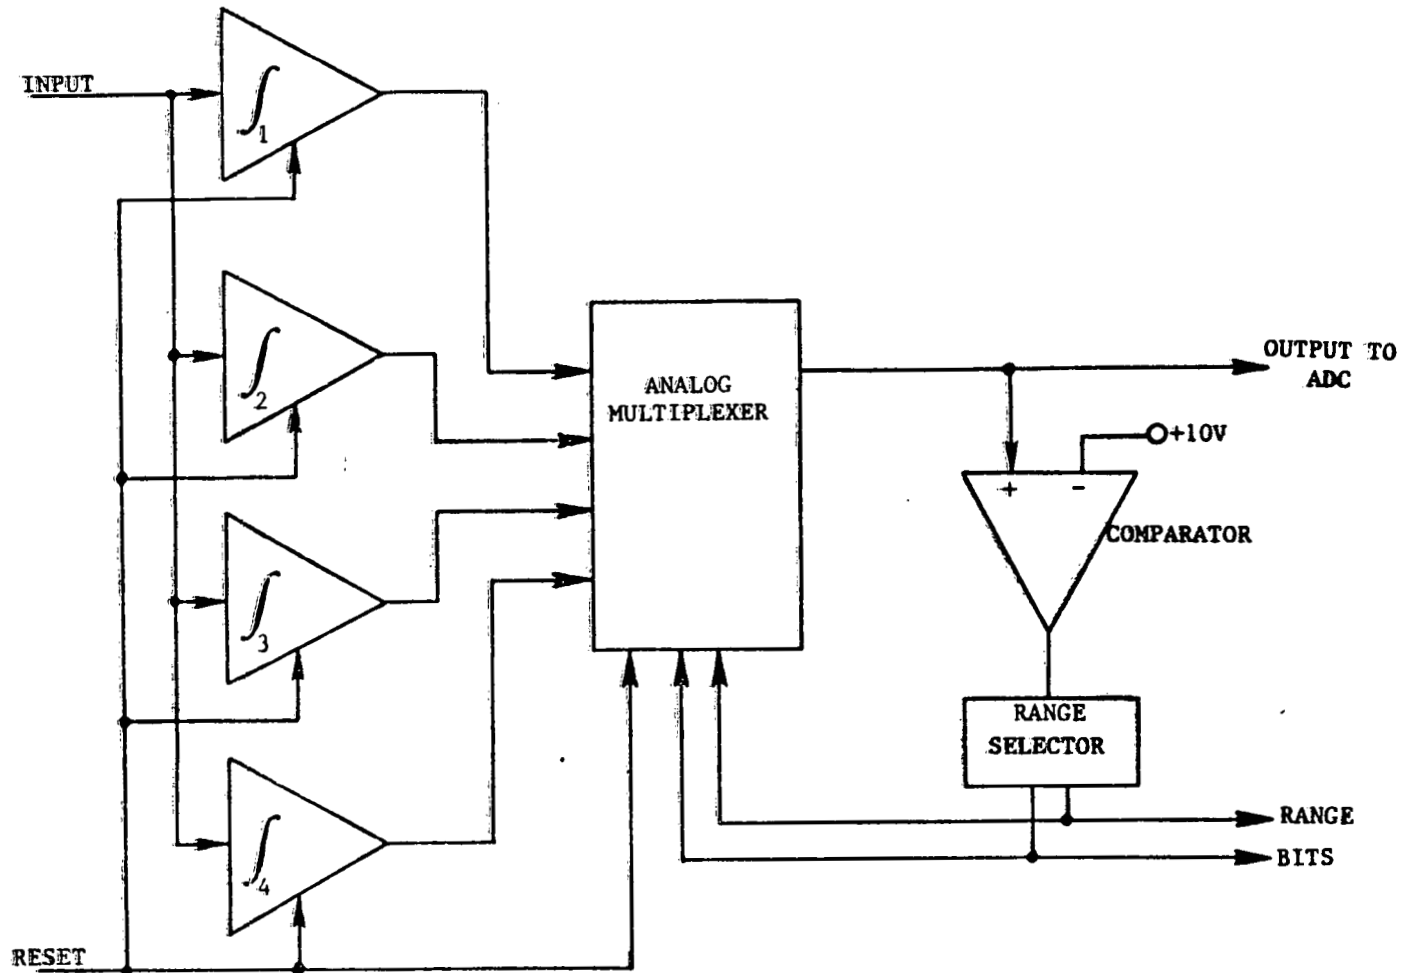 INPUT
∫1
∫2
∫3
∫4
RESET
ANALOG
MULTIPLEXER
OUTPUT TO
ADC
+10V
+ -
COMPARATOR
RANGE
SELECTOR
RANGE
BITS